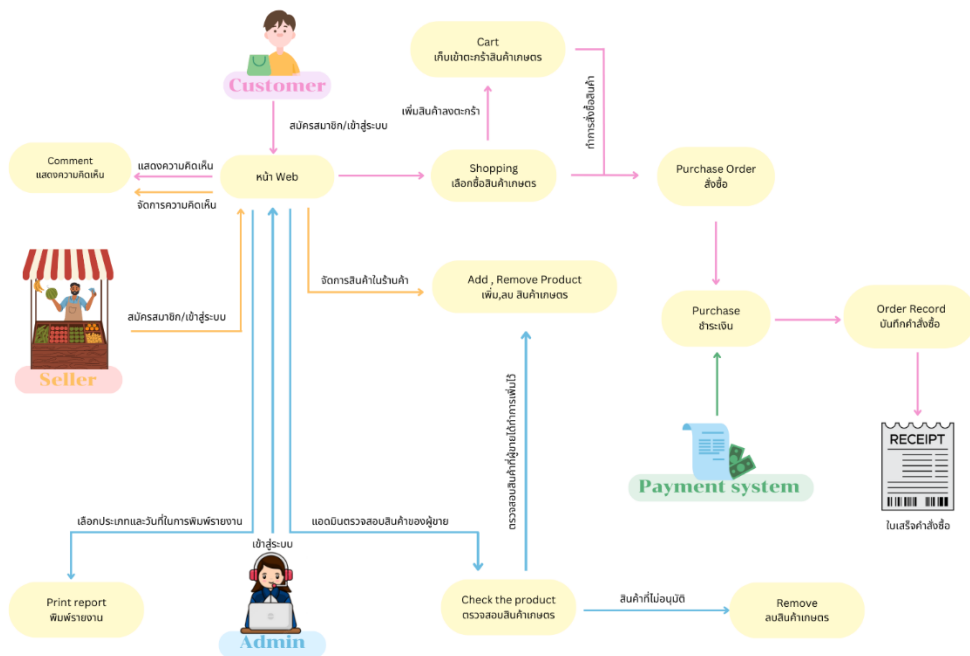 Cart
เก็บเข้าตะกร้าสินค้าเกษตร
Customer
เพิ่มสินค้าลงตะกร้า
ทำการสั่งซื้อสินค้า
สมัครสมาชิก/เข้าสู่ระบบ
Comment
แสดงความคิดเห็น
แสดงความคิดเห็น
จัดการความคิดเห็น
หน้า Web
Shopping
เลือกซื้อสินค้าเกษตร
Purchase Order
สั่งซื้อ
จัดการสินค้าในร้านค้า
Add , Remove Product
เพิ่ม,ลบ สินค้าเกษตร
สมัครสมาชิก/เข้าสู่ระบบ
Seller
Purchase
ชำระเงิน
Order Record
บันทึกคำสั่งซื้อ
ตรวจสอบสินค้าที่ผู้ขายได้ทำการเพิ่มไว้
Payment system
RECEIPT
ใบเสร็จคำสั่งซื้อ
เลือกประเภทและวันที่ในการพิมพ์รายงาน
เข้าสู่ระบบ
แอดมินตรวจสอบสินค้าของผู้ขาย
Print report
พิมพ์รายงาน
Admin
Check the product
ตรวจสอบสินค้าเกษตร
สินค้าที่ไม่อนุมัติ
Remove
ลบสินค้าเกษตร